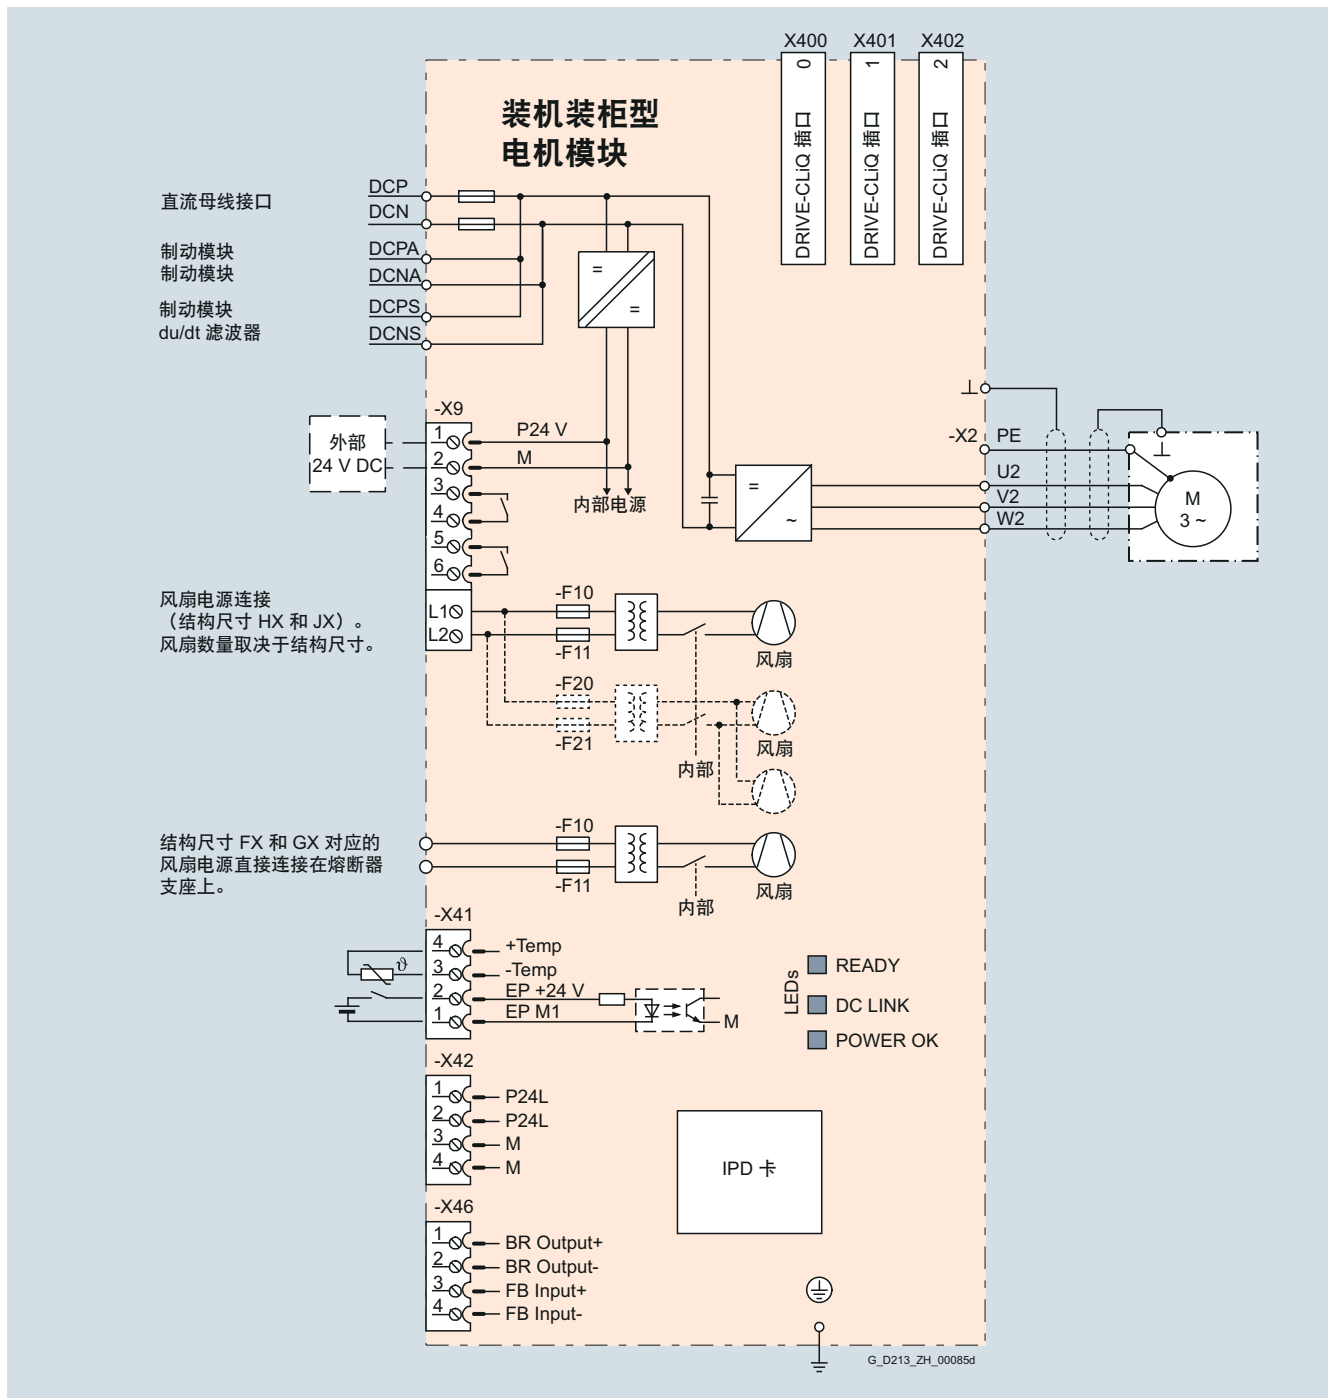 X400
X401
X402
0
DRIVE-CLiQ 插口
1
DRIVE-CLiQ 插口
2
DRIVE-CLiQ 插口
装机装柜型
电机模块
直流母线接口
DCP
DCN
制动模块
制动模块
DCPA
DCNA
制动模块
du/dt 滤波器
DCPS
DCNS
=
=
-X9
外部
24 V DC
1
2
3
4
5
6
P24 V
M
内部电源
=
~
⊥
-X2
PE
U2
V2
W2
⊥
M
3 ~
风扇电源连接
（结构尺寸 HX 和 JX）。
风扇数量取决于结构尺寸。
L1
L2
-F10
-F11
风扇
-F20
-F21
风扇
内部
结构尺寸 FX 和 GX 对应的
风扇电源直接连接在熔断器
支座上。
-F10
-F11
风扇
内部
-X41
4
3
2
1
+Temp
-Temp
EP +24 V
EP M1
ϑ
M
LEDs
READY
DC LINK
POWER OK
-X42
1
2
3
4
P24L
P24L
M
M
IPD 卡
-X46
1
2
3
4
BR Output+
BR Output-
FB Input+
FB Input-
G_D213_ZH_00085d